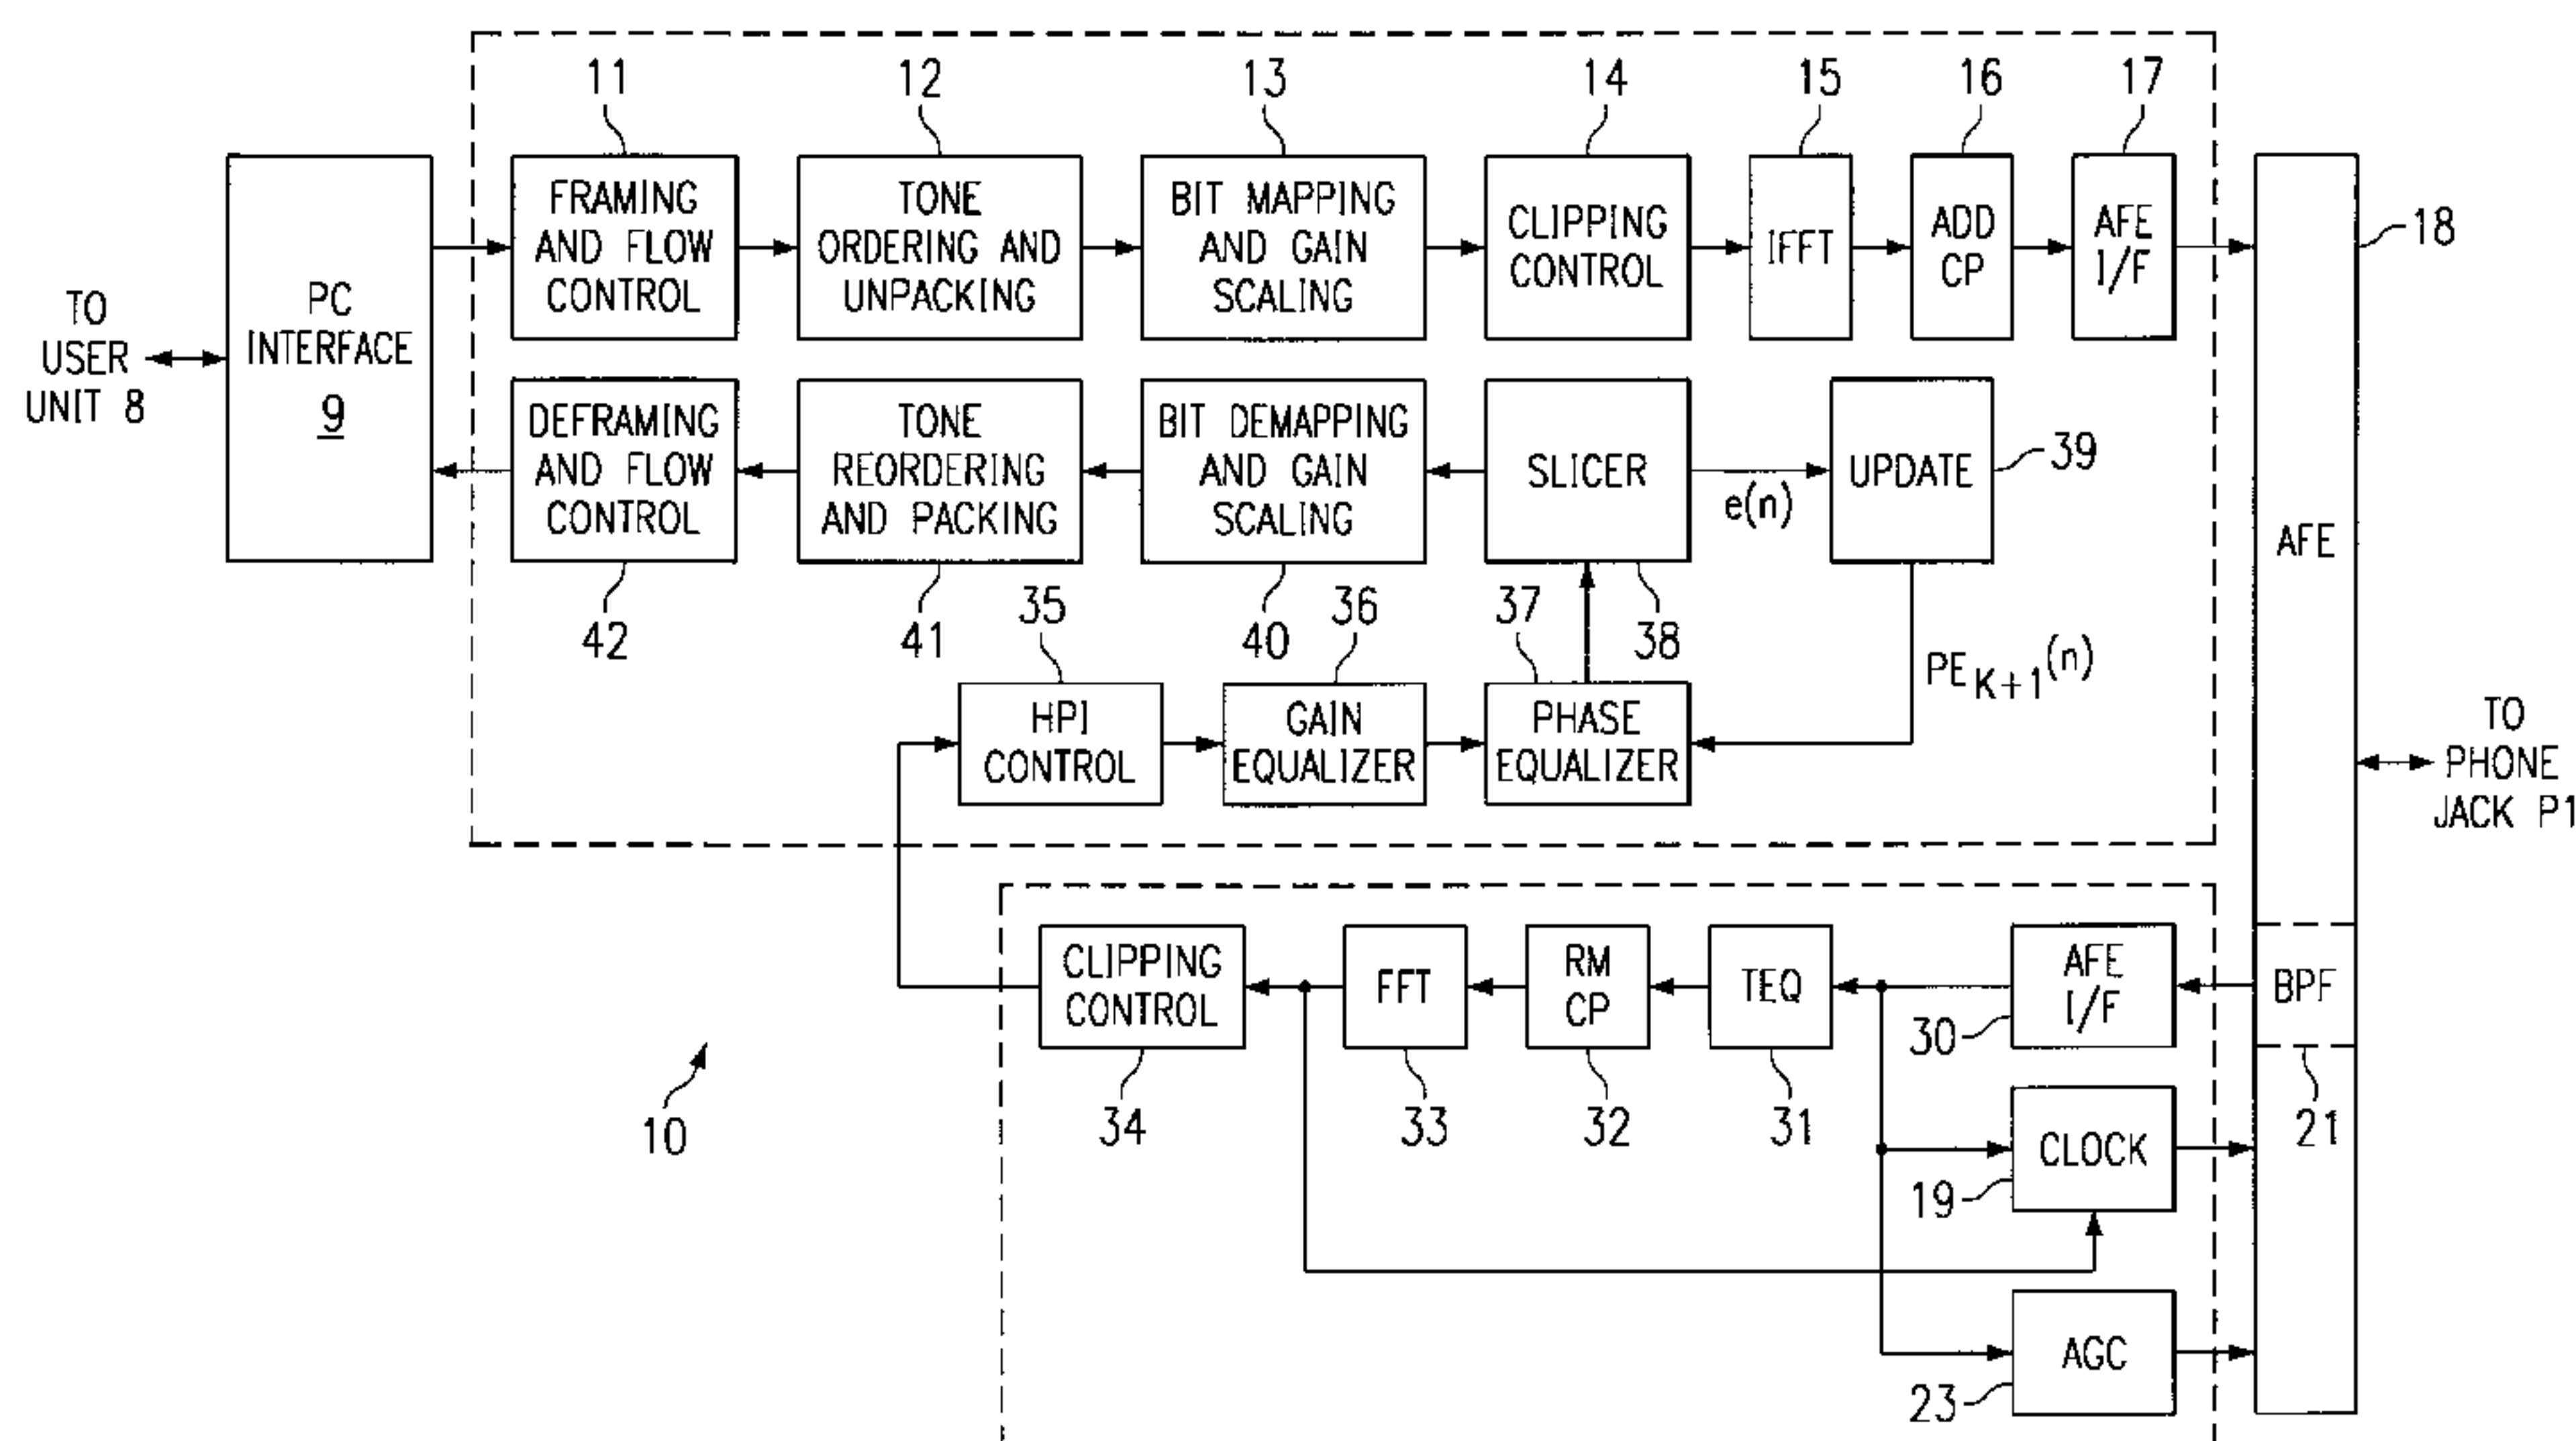 11
12
13
14
15
16
17
FRAMING
AND FLOW
CONTROL
TONE
ORDERING AND
UNPACKING
BIT MAPPING
AND GAIN
SCALING
CLIPPING
CONTROL
IFFT
ADD
CP
AFE
I/F
18
TO
USER
UNIT 8
PC
INTERFACE
9
DEFRAMING
AND FLOW
CONTROL
TONE
REORDERING
AND PACKING
BIT DEMAPPING
AND GAIN
SCALING
SLICER
e(n)
UPDATE
39
AFE
42
41
40
38
35
36
37
HPI
CONTROL
GAIN
EQUALIZER
PHASE
EQUALIZER
PE K+1 (n)
TO
PHONE
JACK P1
CLIPPING
CONTROL
FFT
RM
CP
TEQ
AFE
I/F
BPF
34
33
32
31
30
21
10
CLOCK
19
AGC
23